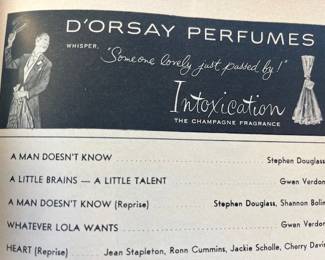 D'ORSAY PERFUMES
WHISPER, "Someone lovely just passed by!"
Intoxication
THE CHAMPAGNE FRAGRANCE
A MAN DOESN'T KNOW . . . . . . . . . . Stephen Douglass
A LITTLE BRAINS — A LITTLE TALENT . . . . . . . . . . Gwen Verdon
A MAN DOESN'T KNOW (Reprise) . . . . . . . . . . Stephen Douglass, Shannon Bolin
WHATEVER LOLA WANTS . . . . . . . . . . Gwen Verdon
HEART (Reprise) . . . . . Jean Stapleton, Ronn Cummins, Jackie Scholle, Cherry Davis